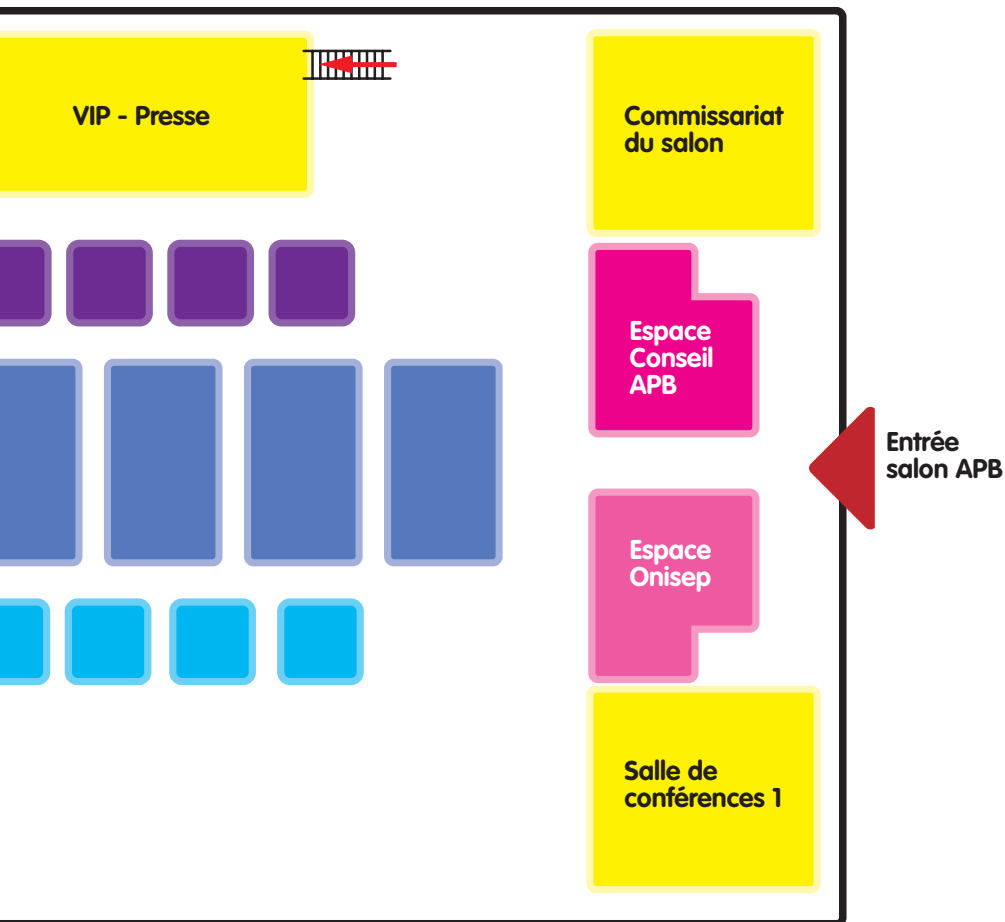 VIP - Presse
Commissariat
du salon
Espace
Conseil
APB
Entrée
salon APB
Espace
Onisep
Salle de
conférences 1